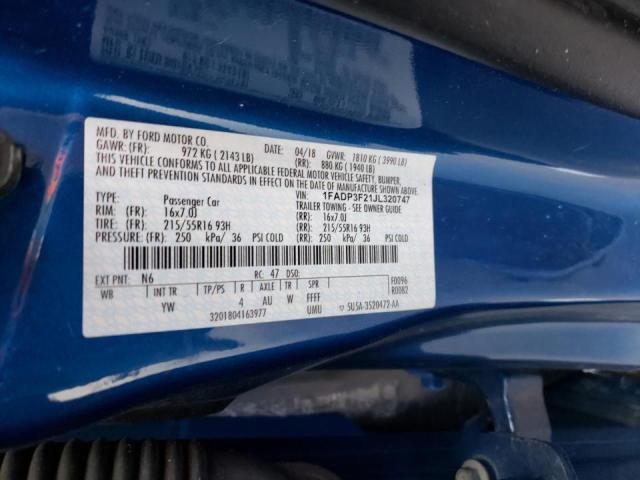 MFD. BY FORD MOTOR CO.
DATE: 04/18 GVWR: 1810 KG ( 3990 LB)
GAWR: (FR): 972 KG ( 2143 LB) (RR): 880 KG ( 1940 LB)
THIS VEHICLE CONFORMS TO ALL APPLICABLE FEDERAL MOTOR VEHICLE SAFETY, BUMPER,
AND THEFT PREVENTION STANDARDS IN EFFECT ON THE DATE OF MANUFACTURE SHOWN ABOVE.
VIN: 1FADP3F21JL320747
TYPE: Passenger Car TRAILER TOWING - SEE OWNER GUIDE
RIM: (FR) 16x7.0J (RR): 16x7.0J
TIRE: (FR) 215/55R16 93H (RR): 215/55R16 93H
PRESSURE: (FR) 250 kPa/ 36 PSI COLD (RR): 250 kPa/ 36 PSI COLD
EXT PNT: N6 RC: 47 DSO: F0096
R0082
WB INT TR TP/PS R AXLE TR SPR
YW 4 AU W FFFF
3201804163977 UMU 5U5A-3520472-AA